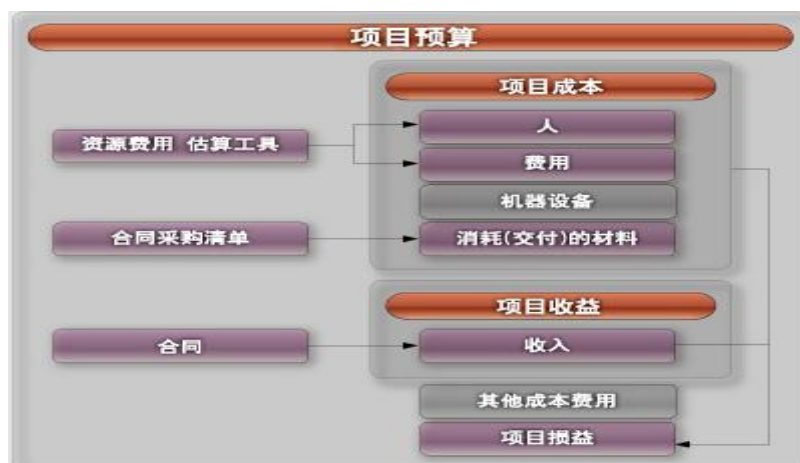 项目预算
项目成本
人
资源费用 估算工具
费用
机器设备
合同采购清单
消耗(交付)的材料
项目收益
合同
收入
其他成本费用
项目损益